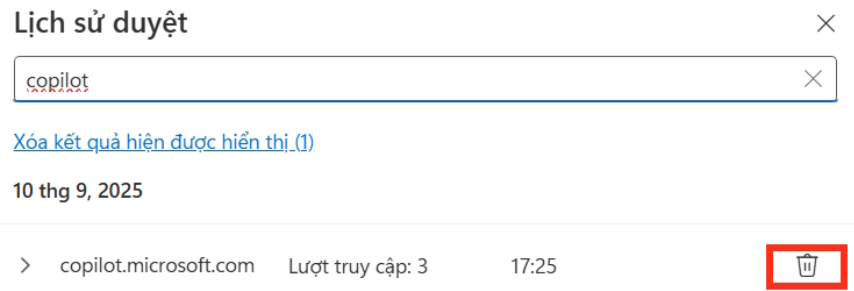 Lịch sử duyệt
copilot
Xóa kết quả hiện được hiển thị (1)
10 thg 9, 2025
copilot.microsoft.com Lượt truy cập: 3 17:25